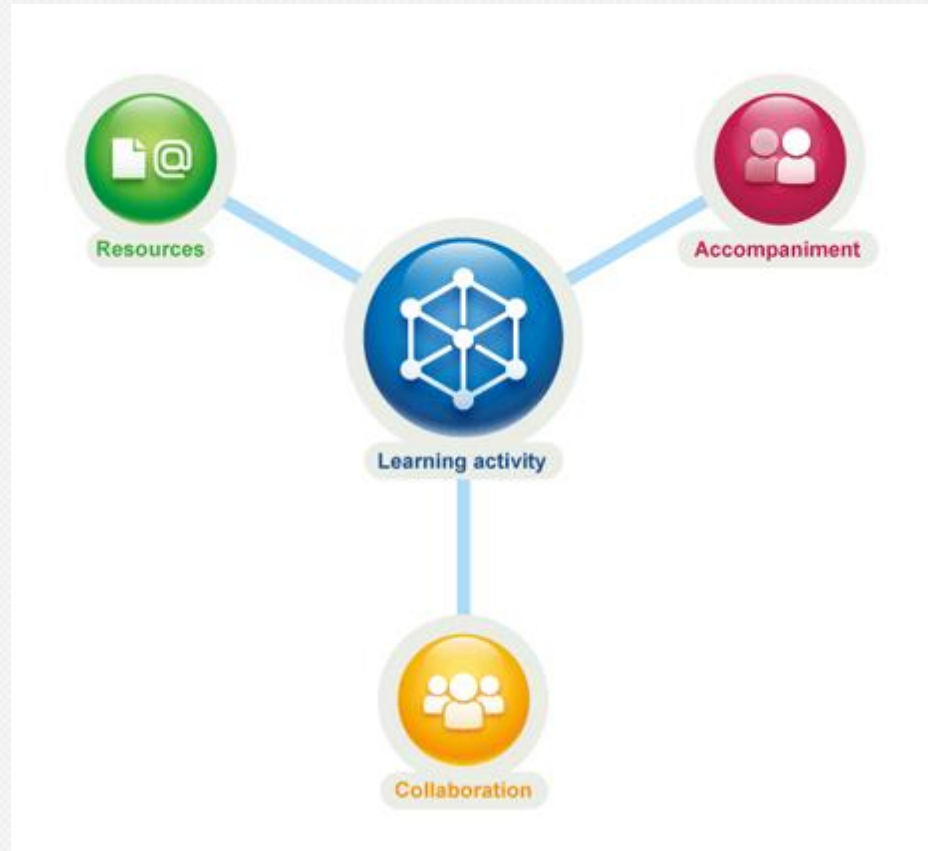 @
Resources
Accompaniment
Learning activity
Collaboration